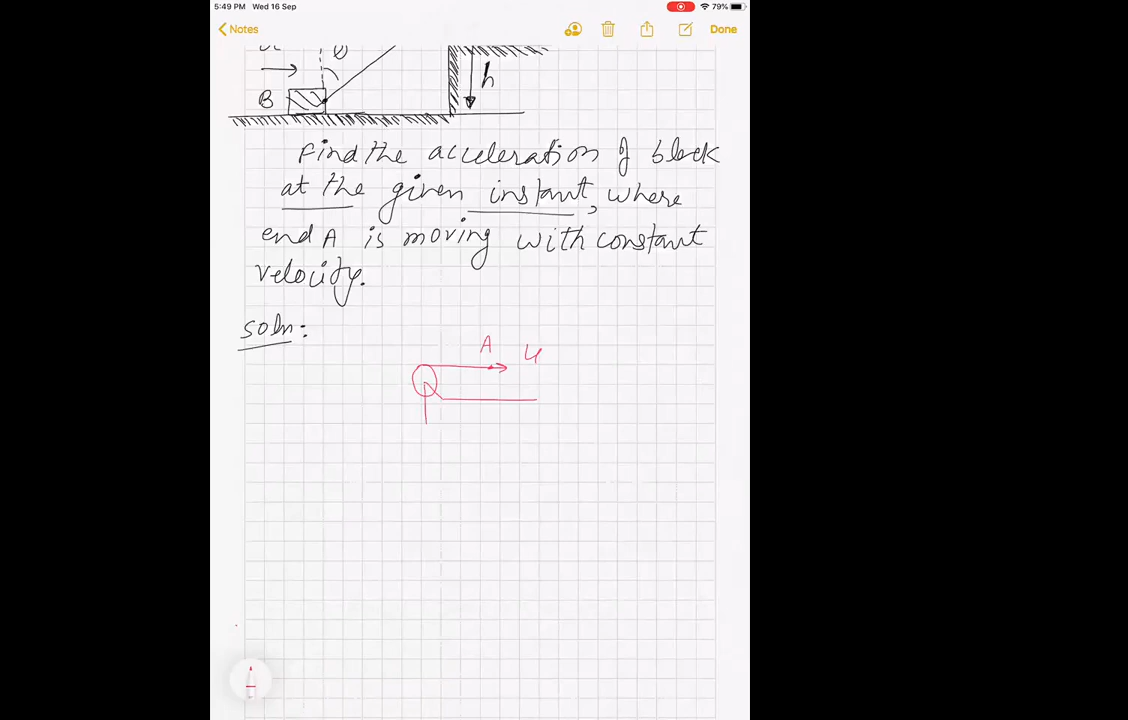 5:49 PM Wed 16 Sep
79%
Notes
Done
θ
h
B
Find the acceleration of block
at the given instant, where
end A is moving with constant
velocity.
Soln:
A
u